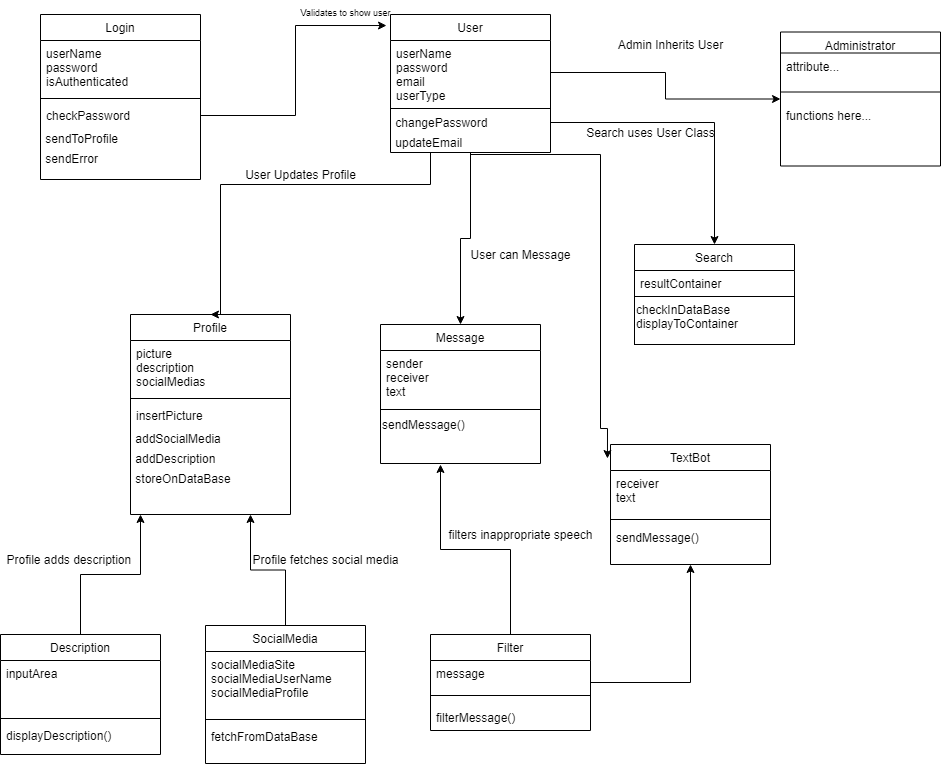 Validates to show user
Login
userName
password
isAuthenticated
checkPassword
sendToProfile
sendError
User
userName
password
email
userType
changePassword
updateEmail
Admin Inherits User
Administrator
attribute...
functions here...
Search uses User Class
User Updates Profile
User can Message
Search
resultContainer
checkInDataBase
displayToContainer
Profile
picture
description
socialMedias
insertPicture
addSocialMedia
addDescription
storeOnDataBase
Message
sender
receiver
text
sendMessage()
TextBot
receiver
text
sendMessage()
Profile adds description
Profile fetches social media
filters inappropriate speech
Description
inputArea
displayDescription()
SocialMedia
socialMediaSite
socialMediaUserName
socialMediaProfile
fetchFromDataBase
Filter
message
filterMessage()